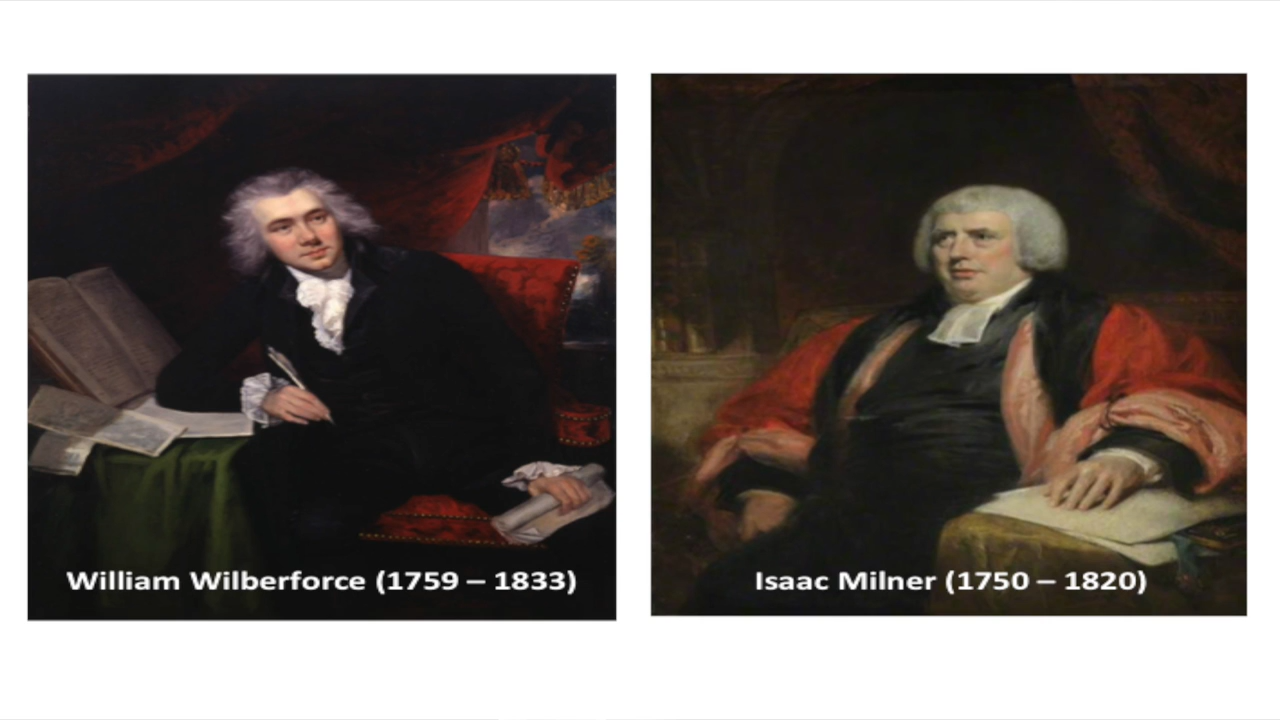 William Wilberforce (1759 – 1833)
Isaac Milner (1750 – 1820)